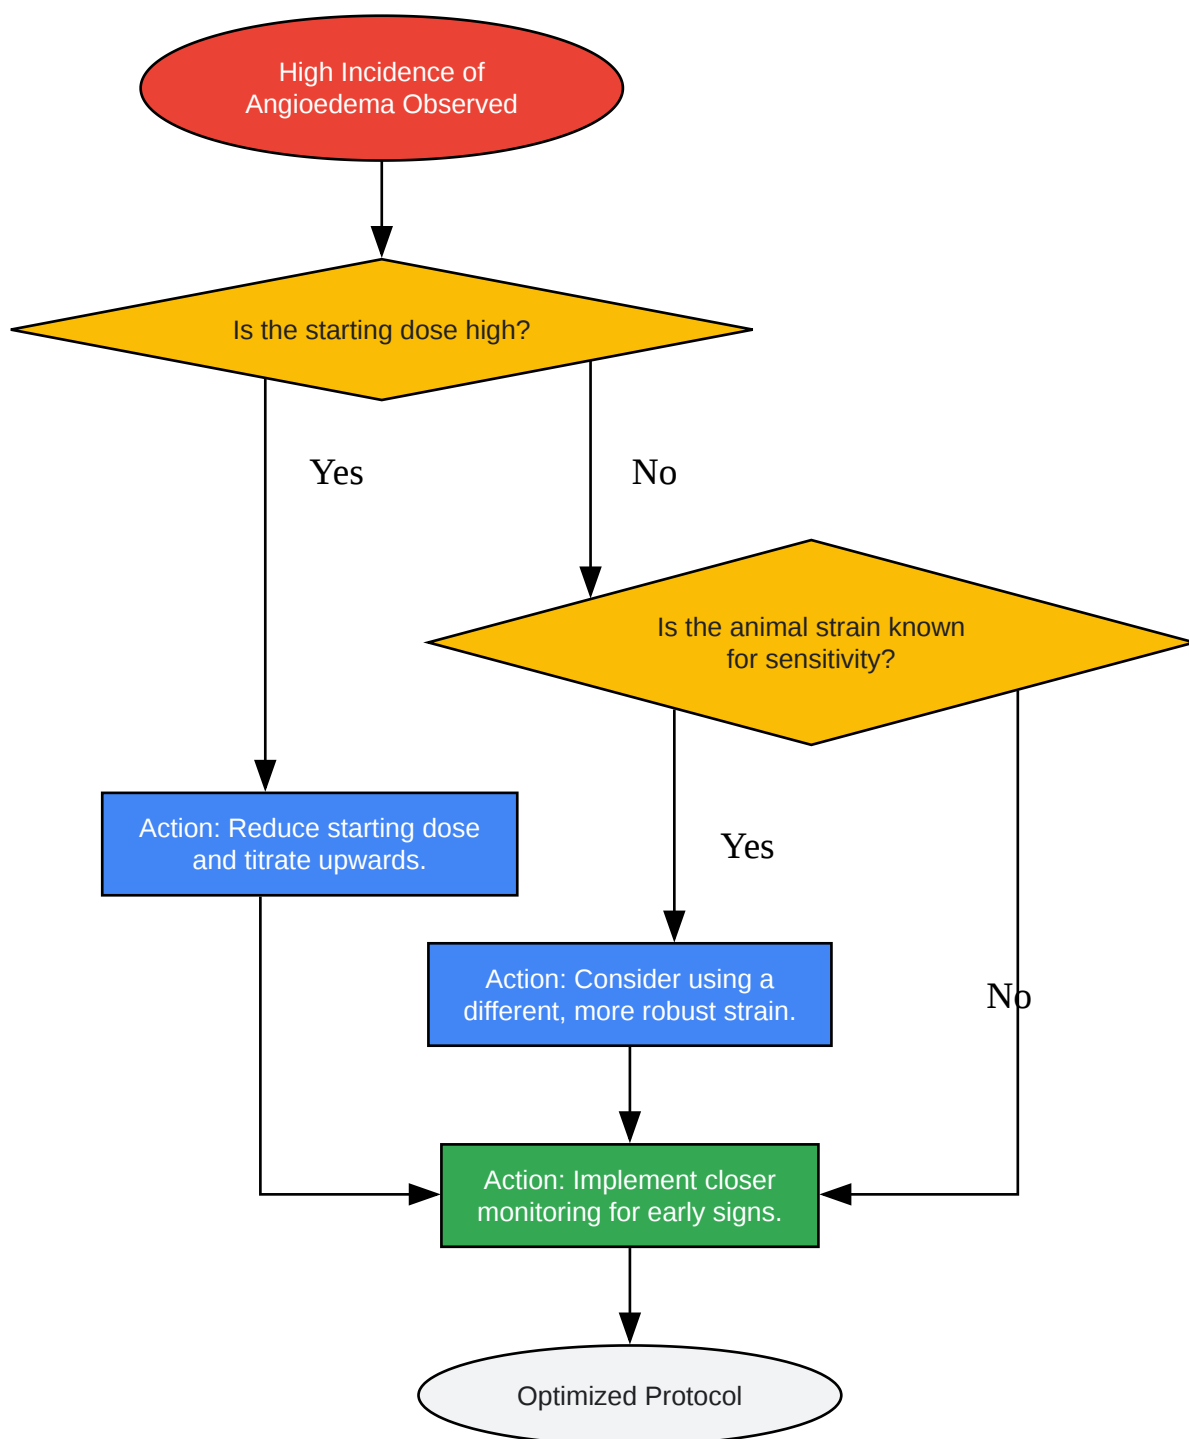 High Incidence of
Angioedema Observed
Is the starting dose high?
Yes
No
Is the animal strain known
for sensitivity?
Action: Reduce starting dose
and titrate upwards.
Yes
Action: Consider using a
different, more robust strain.
No
Action: Implement closer
monitoring for early signs.
Optimized Protocol